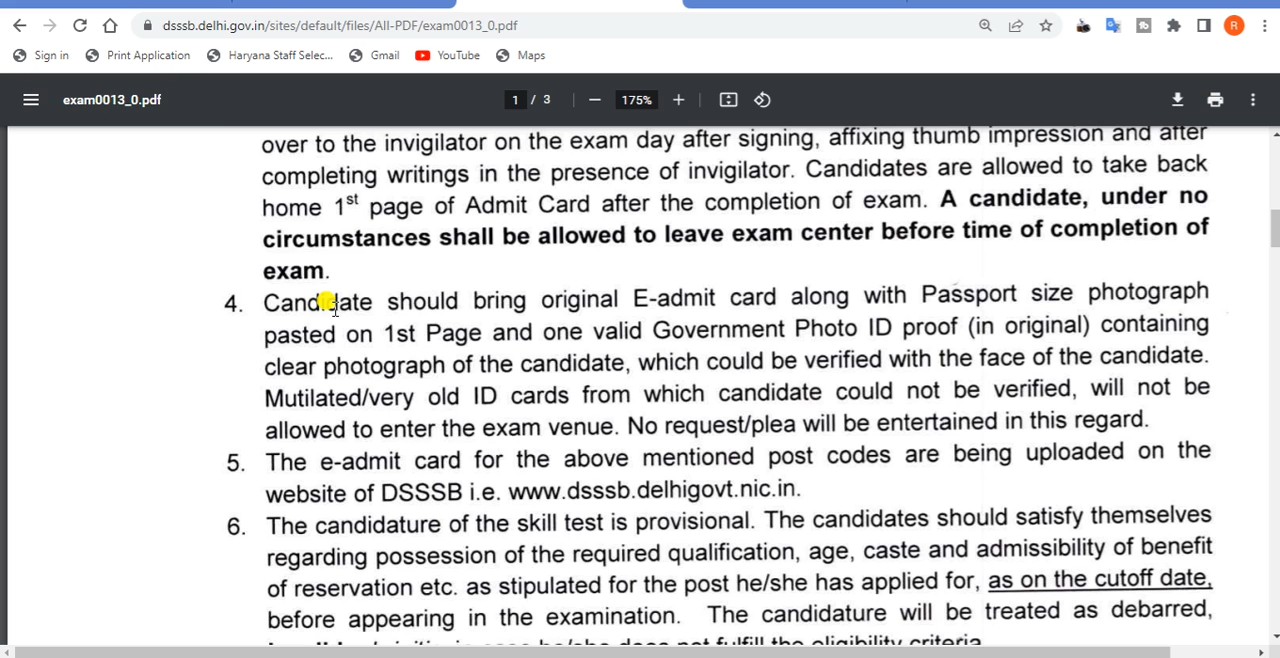 dsssb.delhi.gov.in/sites/default/files/All-PDF/exam0013_0.pdf
R
Sign in Print Application Haryana Staff Selec... Gmail YouTube Maps
exam0013_0.pdf 1 / 3 − 175% +
over to the invigilator on the exam day after signing, affixing thumb impression and after
completing writings in the presence of invigilator. Candidates are allowed to take back
home 1st page of Admit Card after the completion of exam. A candidate, under no
circumstances shall be allowed to leave exam center before time of completion of
exam.
4. Candidate should bring original E-admit card along with Passport size photograph
pasted on 1st Page and one valid Government Photo ID proof (in original) containing
clear photograph of the candidate, which could be verified with the face of the candidate.
Mutilated/very old ID cards from which candidate could not be verified, will not be
allowed to enter the exam venue. No request/plea will be entertained in this regard.
5. The e-admit card for the above mentioned post codes are being uploaded on the
website of DSSSB i.e. www.dsssb.delhigovt.nic.in.
6. The candidature of the skill test is provisional. The candidates should satisfy themselves
regarding possession of the required qualification, age, caste and admissibility of benefit
of reservation etc. as stipulated for the post he/she has applied for, as on the cutoff date,
before appearing in the examination. The candidature will be treated as debarred,
in case he/she does not fulfill the eligibility criteria